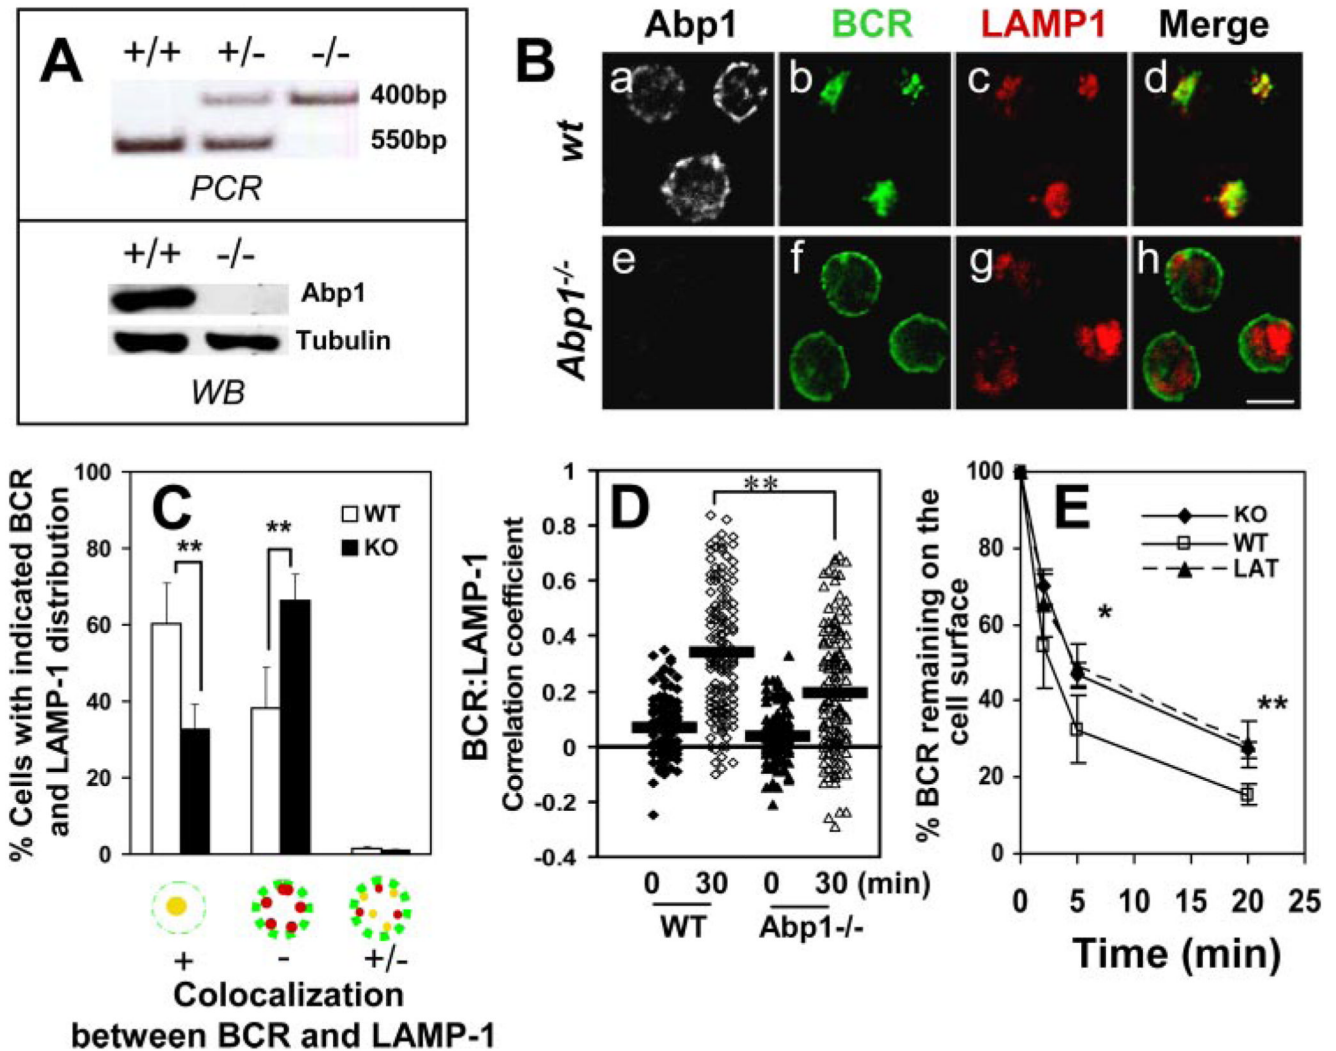 A
+/+ +/- -/-
400bp
550bp
PCR
+/+ -/-
Abp1
Tubulin
WB
B
Abp1 BCR LAMP1 Merge
wt
a b c d
Abp1-/-
e f g h
C
% Cells with indicated BCR
and LAMP-1 distribution
100
80
60
40
20
0
** **
WT
KO
+ - +/-
Colocalization
between BCR and LAMP-1
D
BCR:LAMP-1
Correlation coefficient
1
0.8
0.6
0.4
0.2
0
-0.2
-0.4
**
0 30 0 30 (min)
WT Abp1-/-
E
% BCR remaining on the
cell surface
100
80
60
40
20
0
KO
WT
LAT
*
**
0 5 10 15 20 25
Time (min)